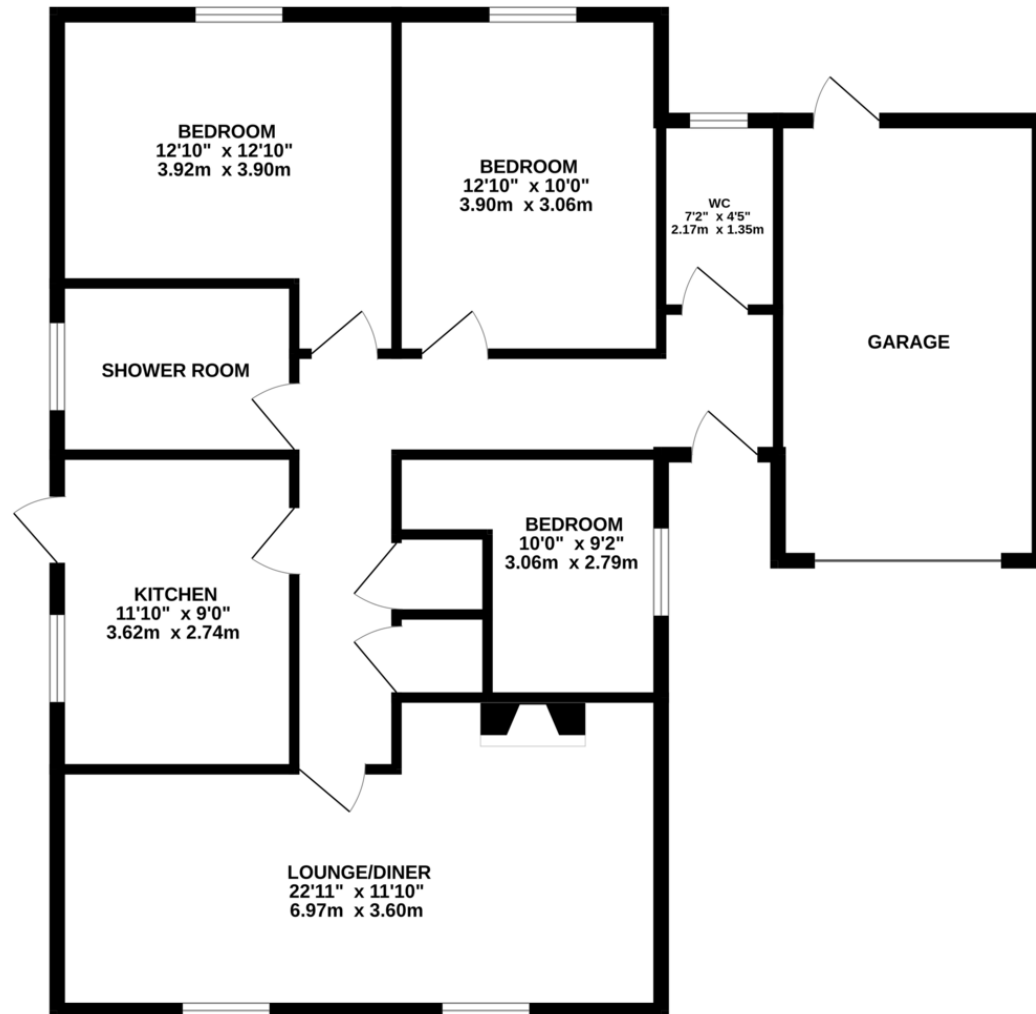 BEDROOM
12'10" x 12'10"
3.92m x 3.90m
BEDROOM
12'10" x 10'0"
3.90m x 3.06m
WC
7'2" x 4'5"
2.17m x 1.35m
GARAGE
SHOWER ROOM
BEDROOM
10'0" x 9'2"
3.06m x 2.79m
KITCHEN
11'10" x 9'0"
3.62m x 2.74m
LOUNGE/DINER
22'11" x 11'10"
6.97m x 3.60m